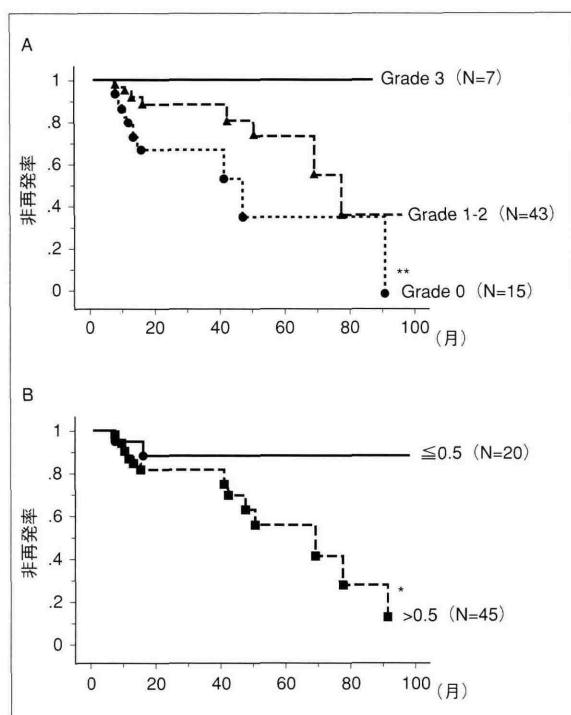 A
非再発率
1
.8
.6
.4
.2
0
Grade 3（N=7）
Grade 1-2（N=43）
**
Grade 0（N=15）
0 20 40 60 80 100
（月）
B
非再発率
1
.8
.6
.4
.2
0
≦0.5（N=20）
*
>0.5（N=45）
0 20 40 60 80 100
（月）